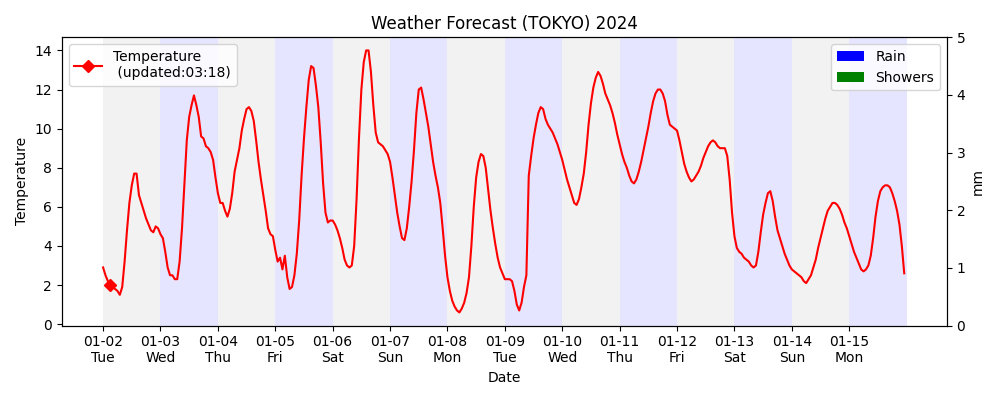 Weather Forecast (TOKYO) 2024
Temperature
(updated:03:18)
Rain
Showers
Temperature
14
12
10
8
6
4
2
0
5
4
3
2
1
0
mm
01-02 01-03 01-04 01-05 01-06 01-07 01-08 01-09 01-10 01-11 01-12 01-13 01-14 01-15
Tue Wed Thu Fri Sat Sun Mon Tue Wed Thu Fri Sat Sun Mon
Date